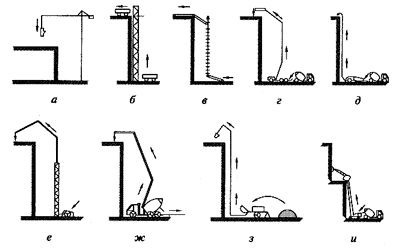 а б в г д
е ж з и